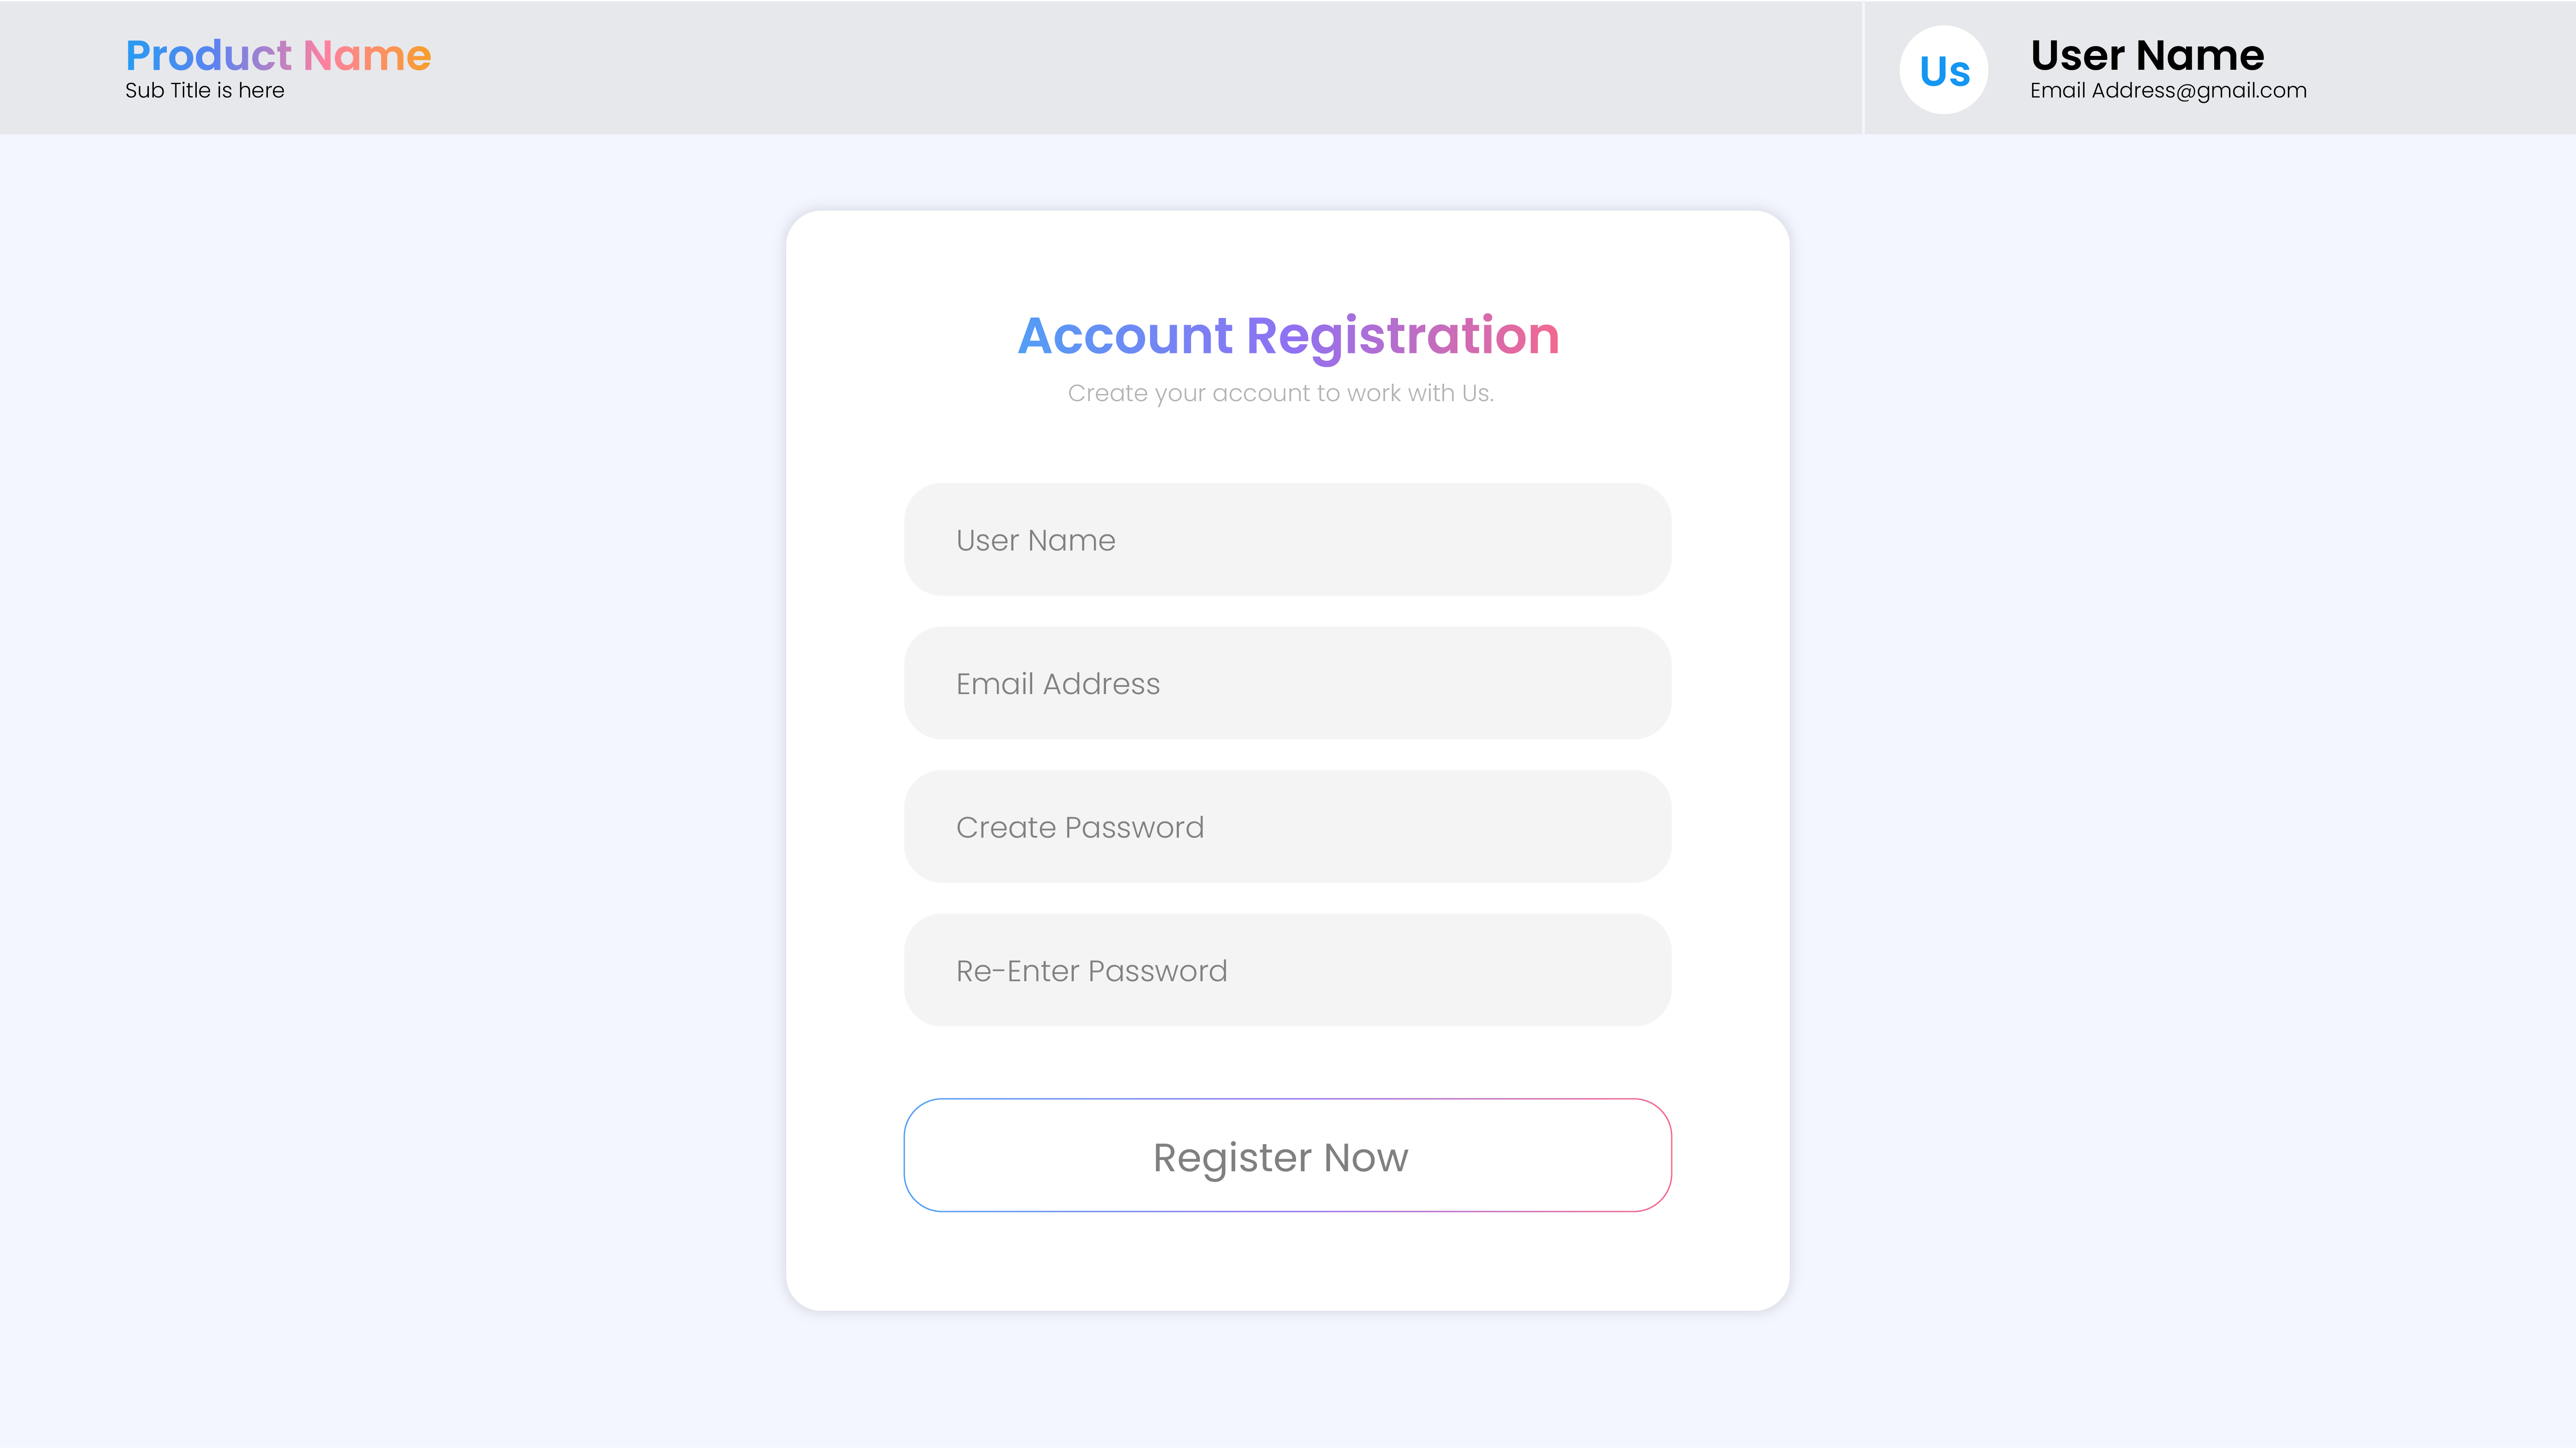 Product Name
Sub Title is here
Us
User Name
Email Address@gmail.com
Account Registration
Create your account to work with Us.
User Name
Email Address
Create Password
Re-Enter Password
Register Now